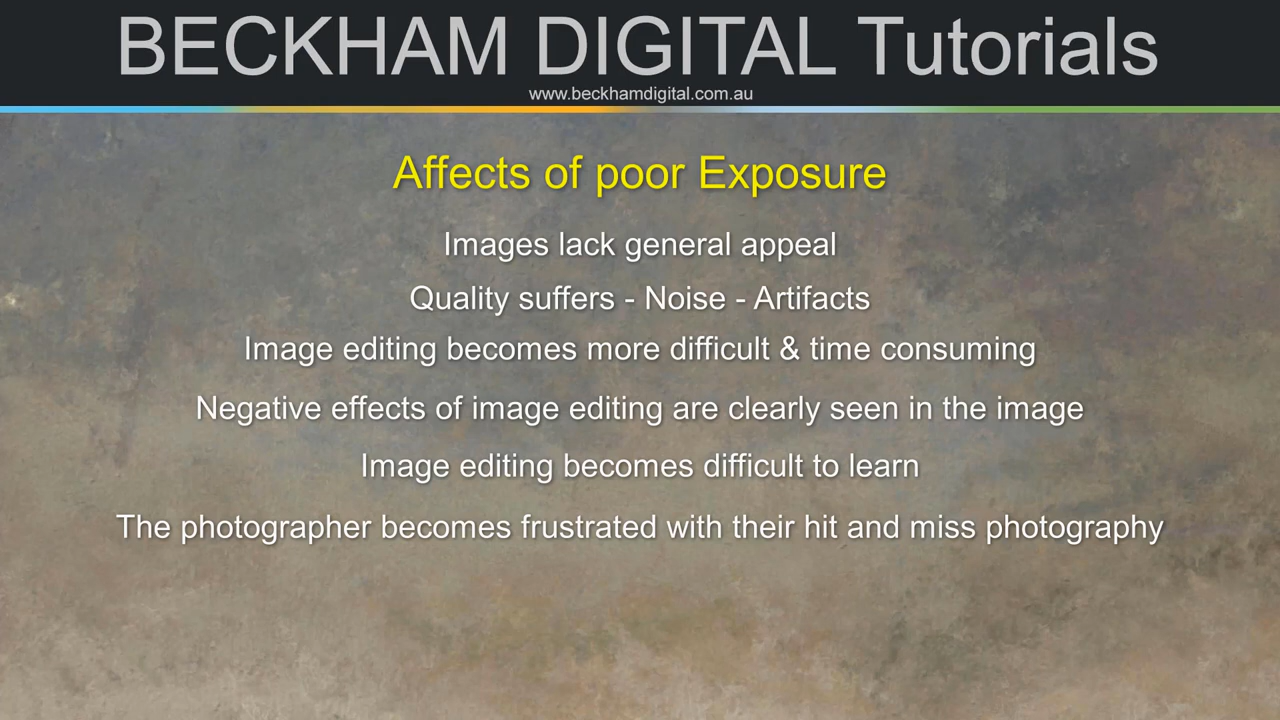 BECKHAM DIGITAL Tutorials
www.beckhamdigital.com.au
Affects of poor Exposure
Images lack general appeal
Quality suffers - Noise - Artifacts
Image editing becomes more difficult & time consuming
Negative effects of image editing are clearly seen in the image
Image editing becomes difficult to learn
The photographer becomes frustrated with their hit and miss photography